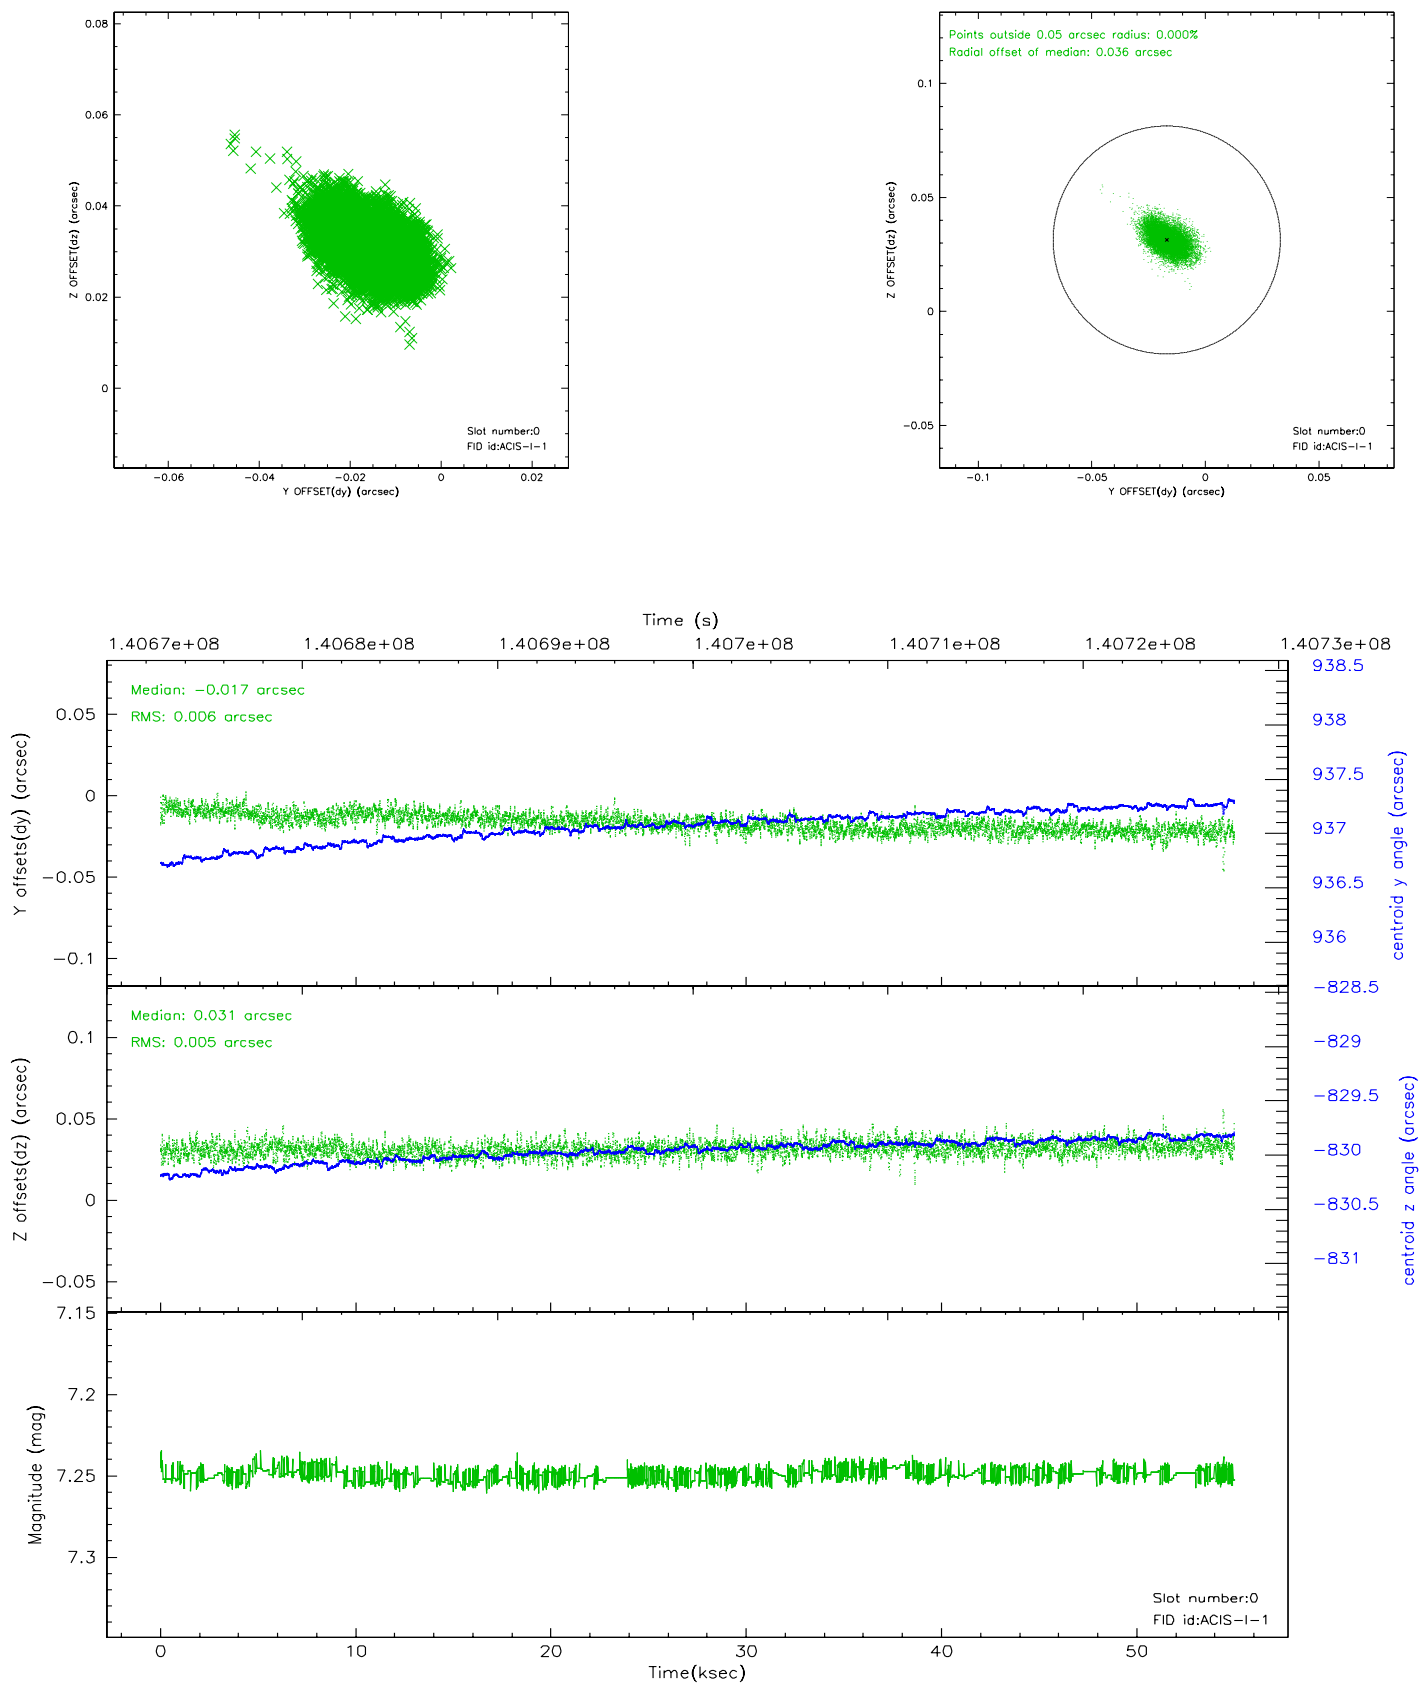 0.08
0.06
0.04
0.02
0
Z OFFSET(dz) (arcsec)
Slot number:0
FID id:ACIS-I-1
-0.06 -0.04 -0.02 0 0.02
Y OFFSET(dy) (arcsec)
Points outside 0.05 arcsec radius: 0.000%
Radial offset of median: 0.036 arcsec
0.1
0.05
0
-0.05
Z OFFSET(dz) (arcsec)
Slot number:0
FID id:ACIS-I-1
-0.1 -0.05 0 0.05
Y OFFSET(dy) (arcsec)
Time (s)
1.4067e+08 1.4068e+08 1.4069e+08 1.407e+08 1.4071e+08 1.4072e+08 1.4073e+08
Median: -0.017 arcsec
RMS: 0.006 arcsec
0.05
0
-0.05
-0.1
Y offsets(dy) (arcsec)
938.5
938
937.5
937
936.5
936
centroid y angle (arcsec)
Median: 0.031 arcsec
RMS: 0.005 arcsec
0.1
0.05
0
-0.05
Z offsets(dz) (arcsec)
-828.5
-829
-829.5
-830
-830.5
-831
centroid z angle (arcsec)
7.15
7.2
7.25
7.3
Magnitude (mag)
Slot number:0
FID id:ACIS-I-1
0 10 20 30 40 50
Time(ksec)